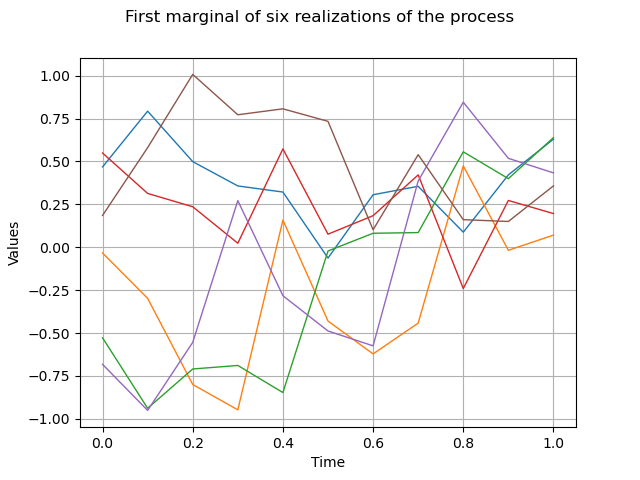 First marginal of six realizations of the process
1.00
0.75
0.50
0.25
0.00
−0.25
−0.50
−0.75
−1.00
Values
0.0 0.2 0.4 0.6 0.8 1.0
Time